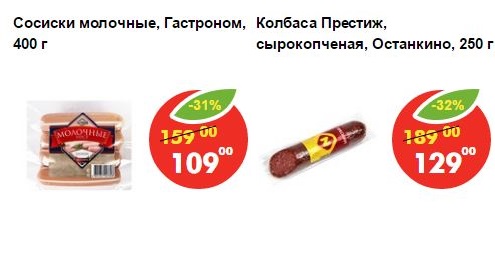 Сосиски молочные, Гастроном,
400 г
-31%
159 00
109 00
МОЛОЧНЫЕ
Колбаса Престиж,
сырокопченая, Останкино, 250 г
-32%
189 00
129 00